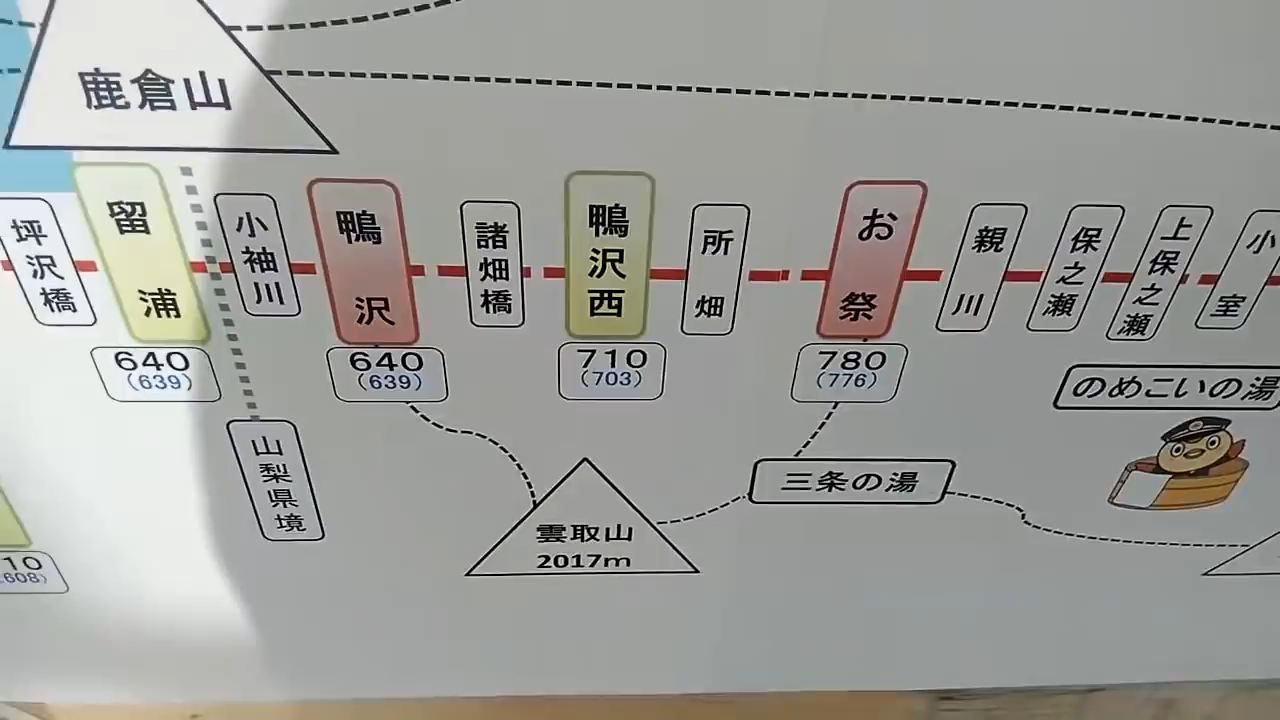 鹿倉山
坪沢橋
留浦
小袖川
鴨沢
諸畑橋
鴨沢西
所畑
お祭
親川
保之瀬
上保之瀬
小室
640
(639)
640
(639)
710
(703)
780
(776)
のめこいの湯
山梨県境
三条の湯
雲取山
2017m
10
608)